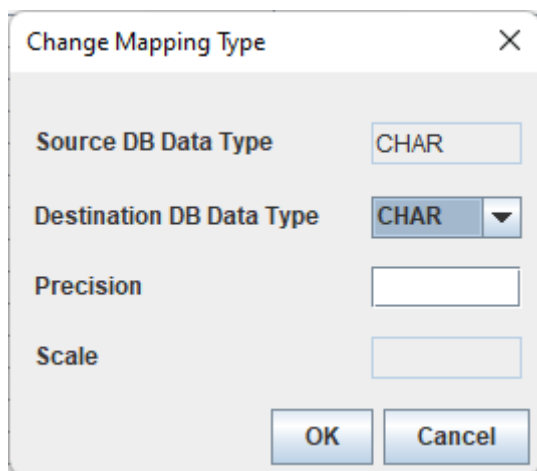 Change Mapping Type
Source DB Data Type CHAR
Destination DB Data Type CHAR
Precision
Scale
OK Cancel